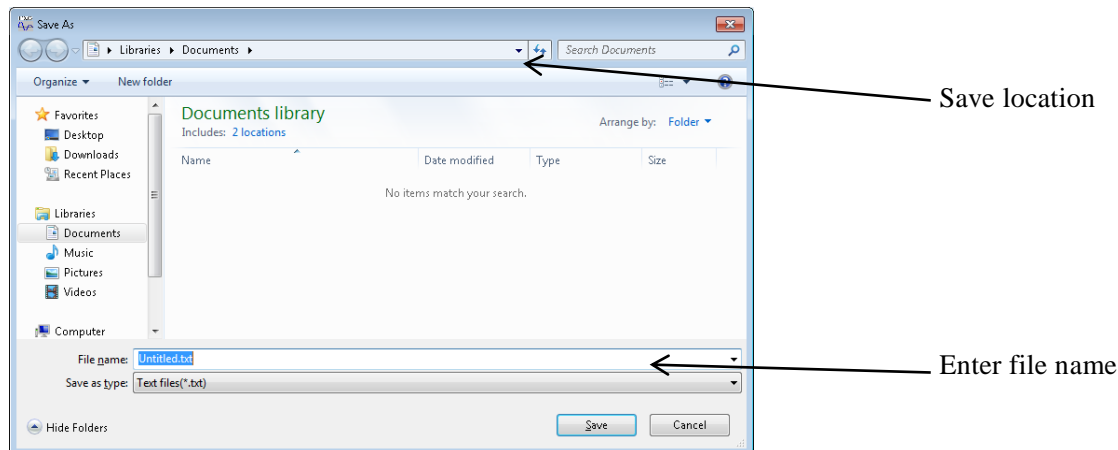 Save As
Libraries Documents
Search Documents
Organize New folder
Save location
Favorites
Desktop
Downloads
Recent Places
Libraries
Documents
Music
Pictures
Videos
Computer
Documents library
Includes: 2 locations
Arrange by: Folder
Name Date modified Type Size
No items match your search.
File name: Untitled.txt
Enter file name
Save as type: Text files(*.txt)
Hide Folders
Save Cancel